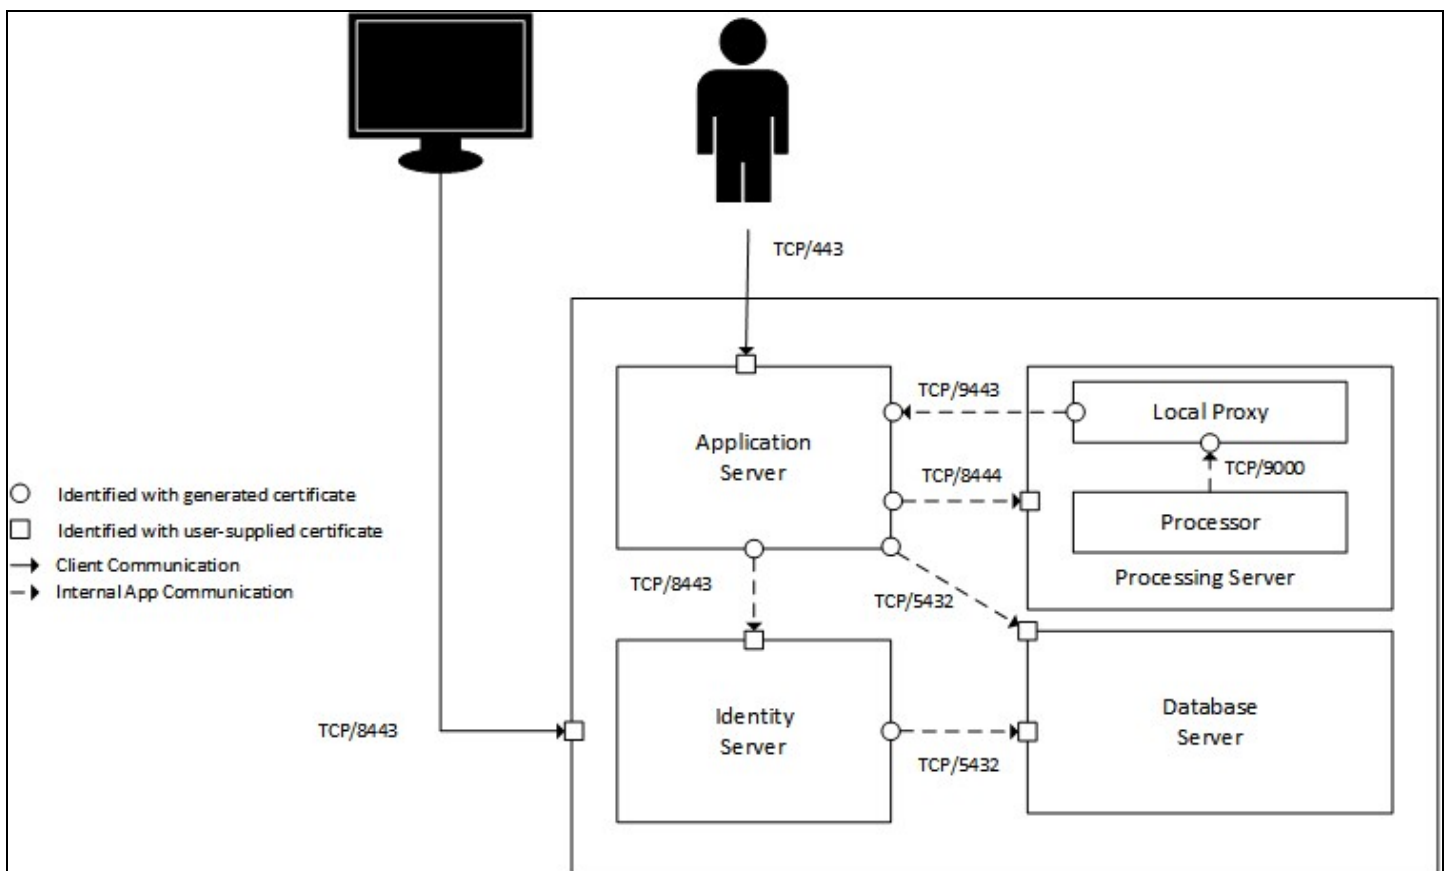 TCP/443
TCP/9443
Local Proxy
Application
Server
TCP/8444
TCP/9000
Processor
Processing Server
Identified with generated certificate
Identified with user-supplied certificate
Client Communication
Internal App Communication
TCP/8443
TCP/5432
Identity
Server
Database
Server
TCP/8443
TCP/5432